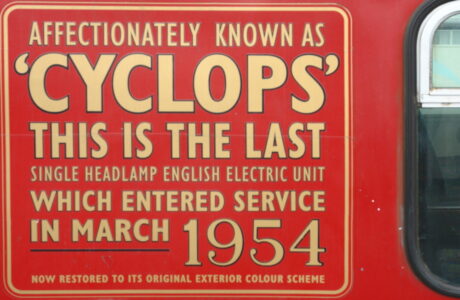 AFFECTIONATELY KNOWN AS
'CYCLOPS'
THIS IS THE LAST
SINGLE HEADLAMP ENGLISH ELECTRIC UNIT
WHICH ENTERED SERVICE
IN MARCH 1954
NOW RESTORED TO ITS ORIGINAL EXTERIOR COLOUR SCHEME